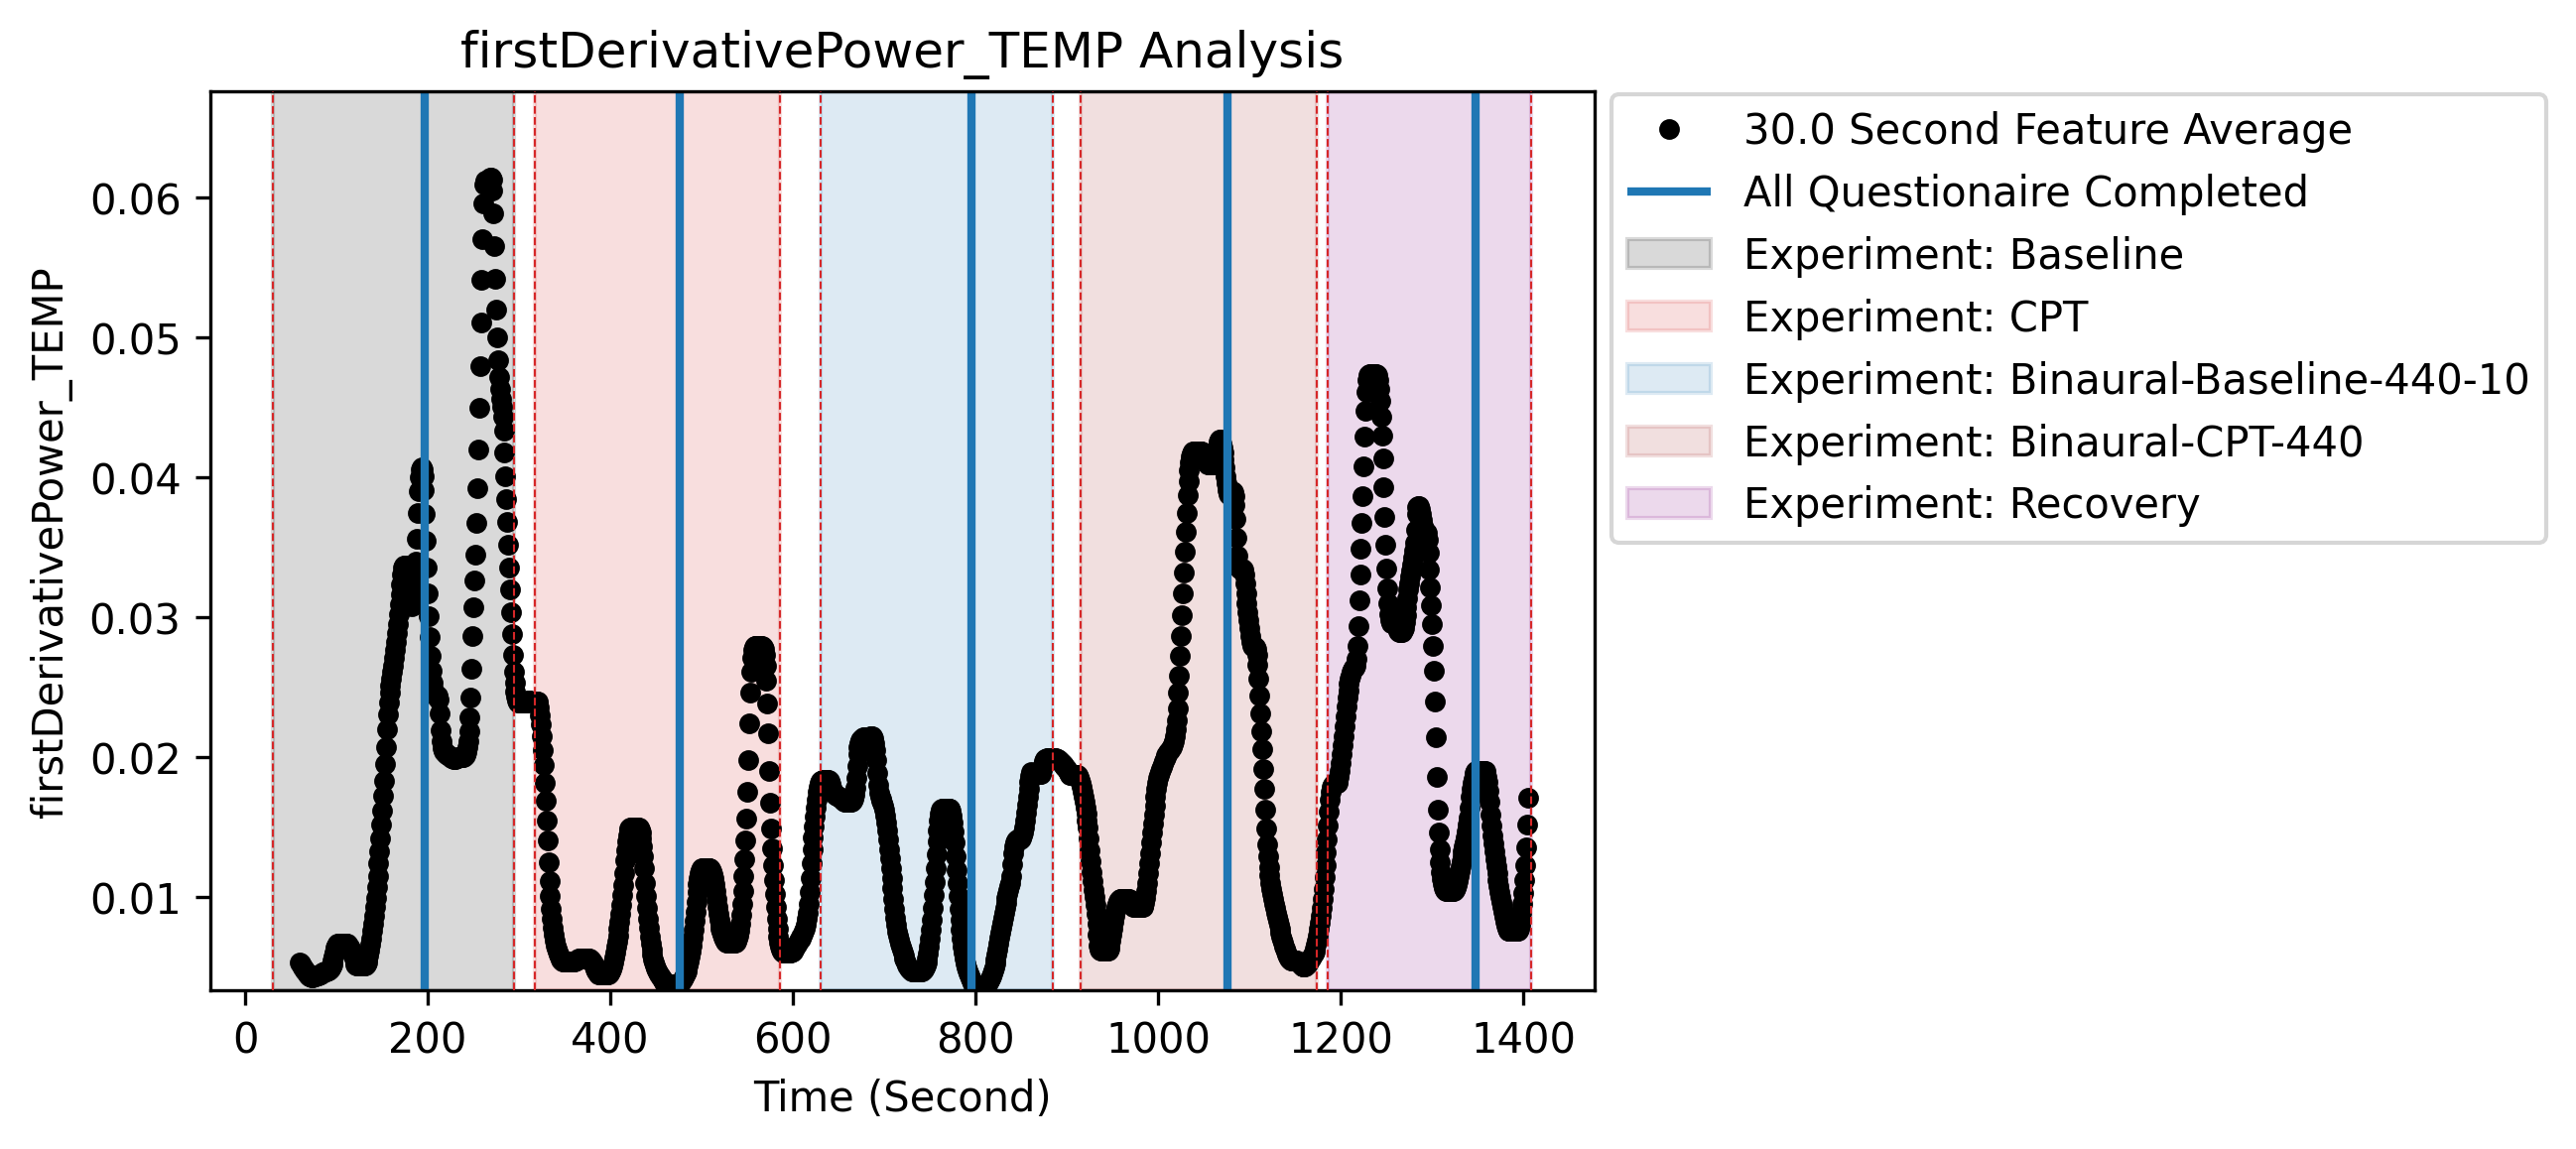 firstDerivativePower_TEMP Analysis
firstDerivativePower_TEMP
0.06
0.05
0.04
0.03
0.02
0.01
0 200 400 600 800 1000 1200 1400
Time (Second)
30.0 Second Feature Average
All Questionaire Completed
Experiment: Baseline
Experiment: CPT
Experiment: Binaural-Baseline-440-10
Experiment: Binaural-CPT-440
Experiment: Recovery